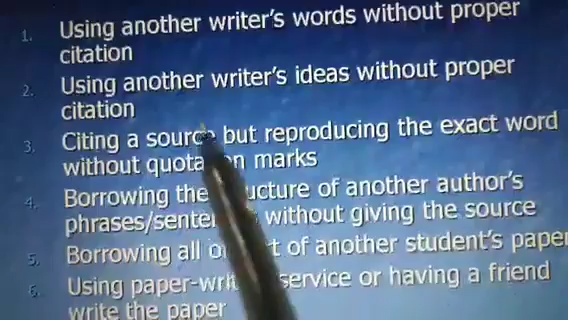 1. Using another writer's words without proper
citation
2. Using another writer's ideas without proper
citation
3. Citing a source but reproducing the exact word
without quota n marks
4. Borrowing the ucture of another author's
phrases/senten without giving the source
5. Borrowing all o t of another student's paper
6. Using paper-writ service or having a friend
write the paper